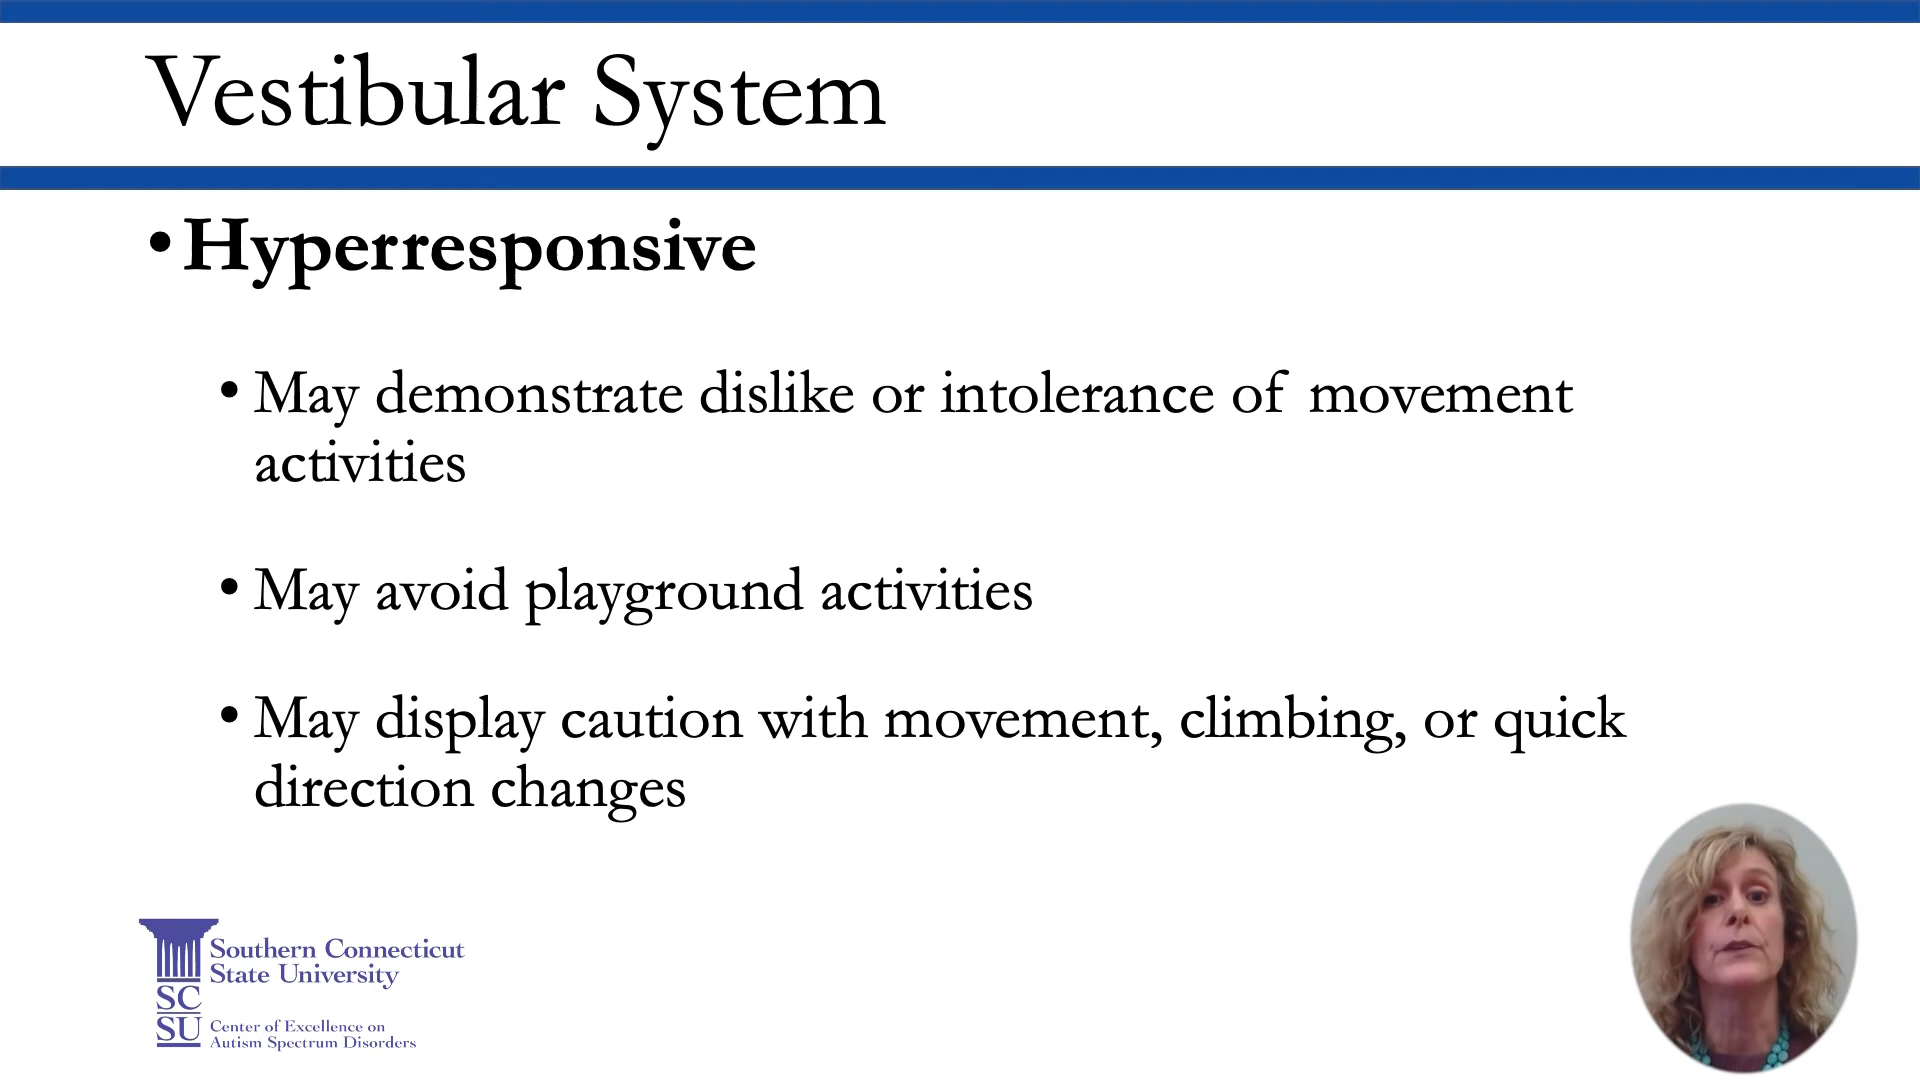 Vestibular System
•Hyperresponsive
• May demonstrate dislike or intolerance of movement
activities
• May avoid playground activities
• May display caution with movement, climbing, or quick
direction changes
Southern Connecticut
State University
SC
SU
Center of Excellence on
Autism Spectrum Disorders